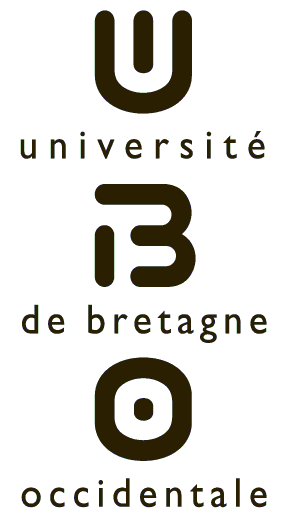 U
université
B
de bretagne
O
occidentale